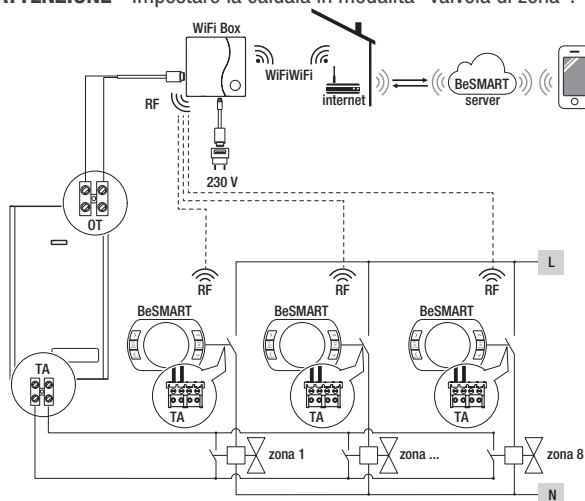 ATTENZIONE - Impostare la caldaia in modalità "valvola di zona".
WiFi Box
WiFi WiFi
internet
BeSMART
server
RF
230 V
OT
L
RF
RF
RF
BeSMART
BeSMART
BeSMART
TA
TA
TA
TA
zona 1
zona ...
zona 8
N